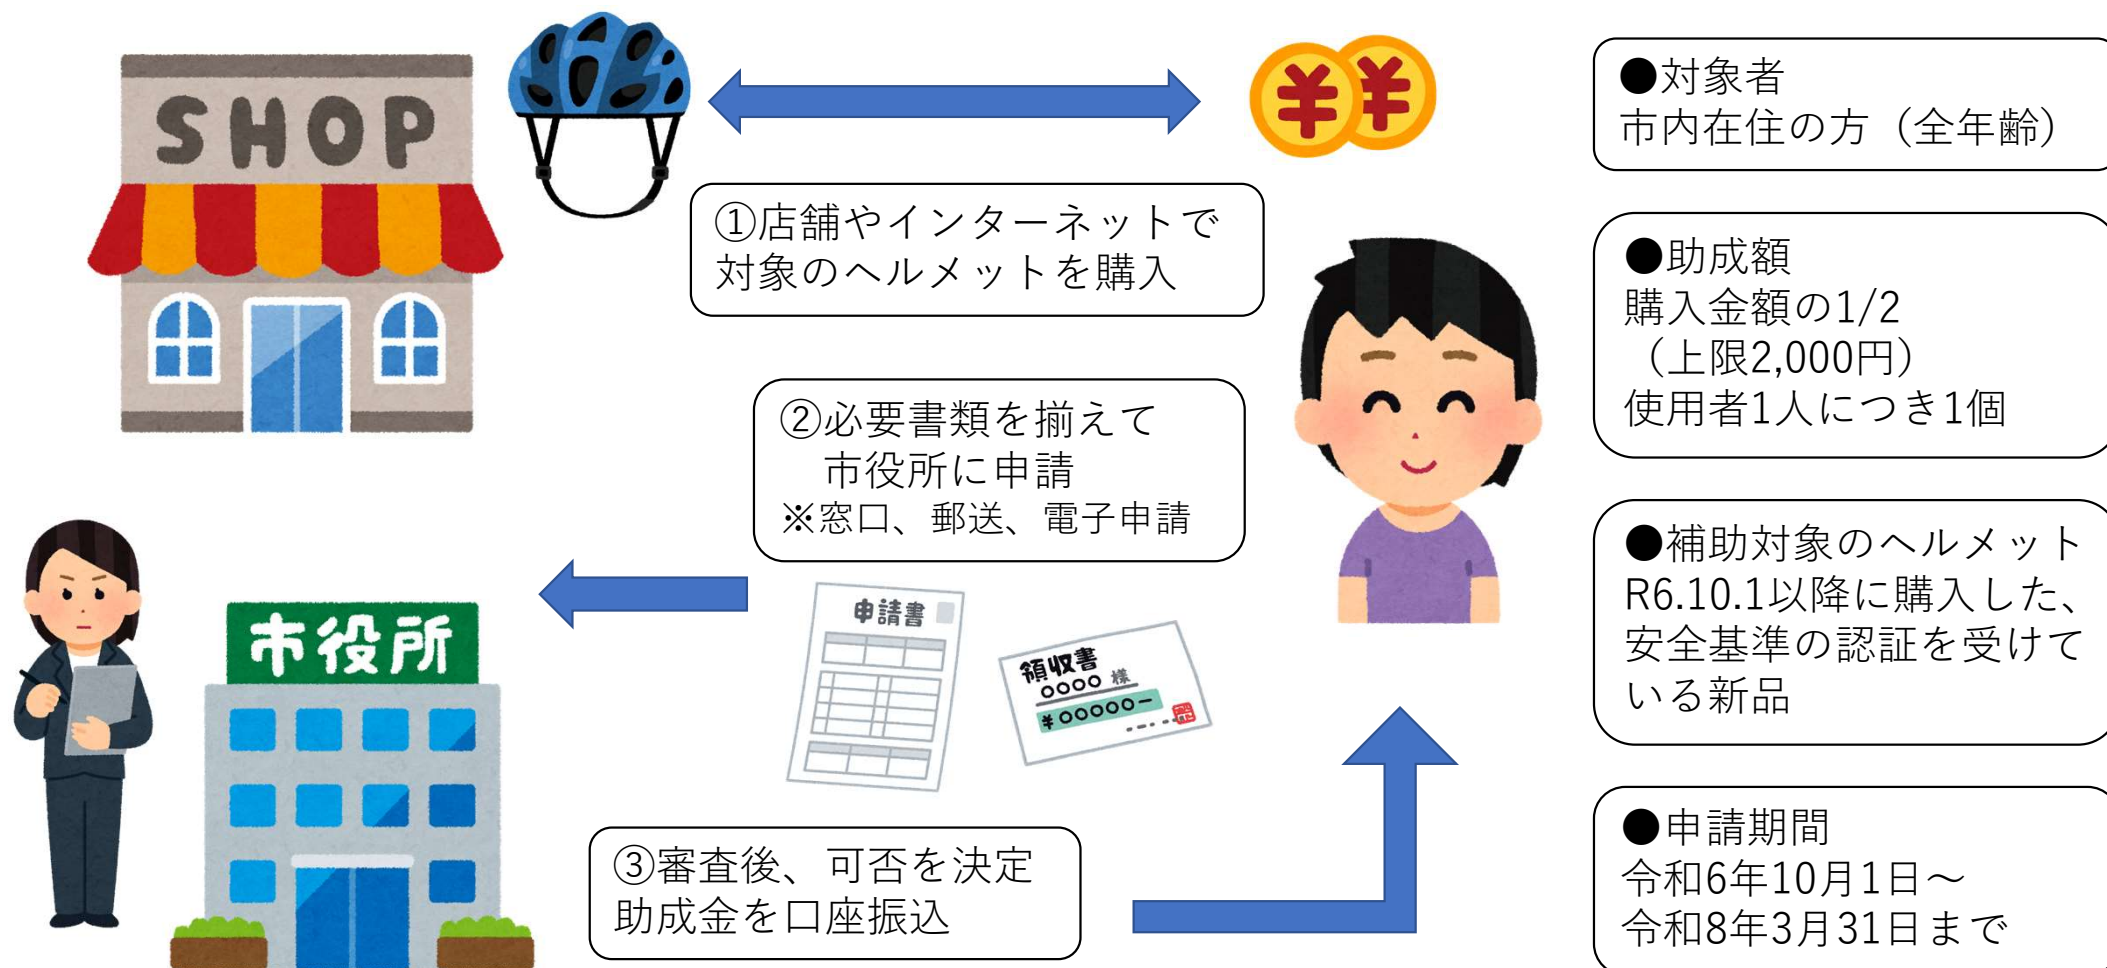 SHOP
①店舗やインターネットで
対象のヘルメットを購入
②必要書類を揃えて
市役所に申請
※窓口、郵送、電子申請
市役所
申請書
領収書
○○○○ 様
¥○○○○○ー
③審査後、可否を決定
助成金を口座振込
●対象者
市内在住の方（全年齢）
●助成額
購入金額の1/2
（上限2,000円）
使用者1人につき1個
●補助対象のヘルメット
R6.10.1以降に購入した、
安全基準の認証を受けて
いる新品
●申請期間
令和6年10月1日～
令和8年3月31日まで